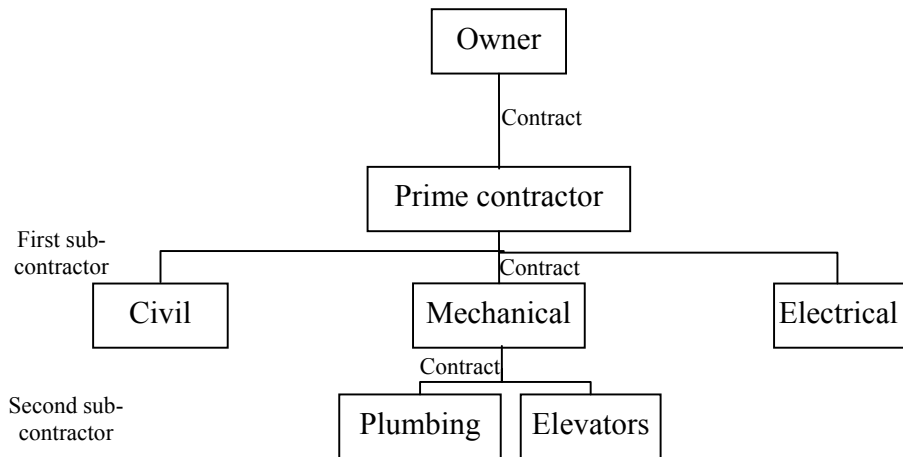 Owner
Contract
Prime contractor
First sub-
contractor
Contract
Civil
Mechanical
Electrical
Contract
Second sub-
contractor
Plumbing
Elevators